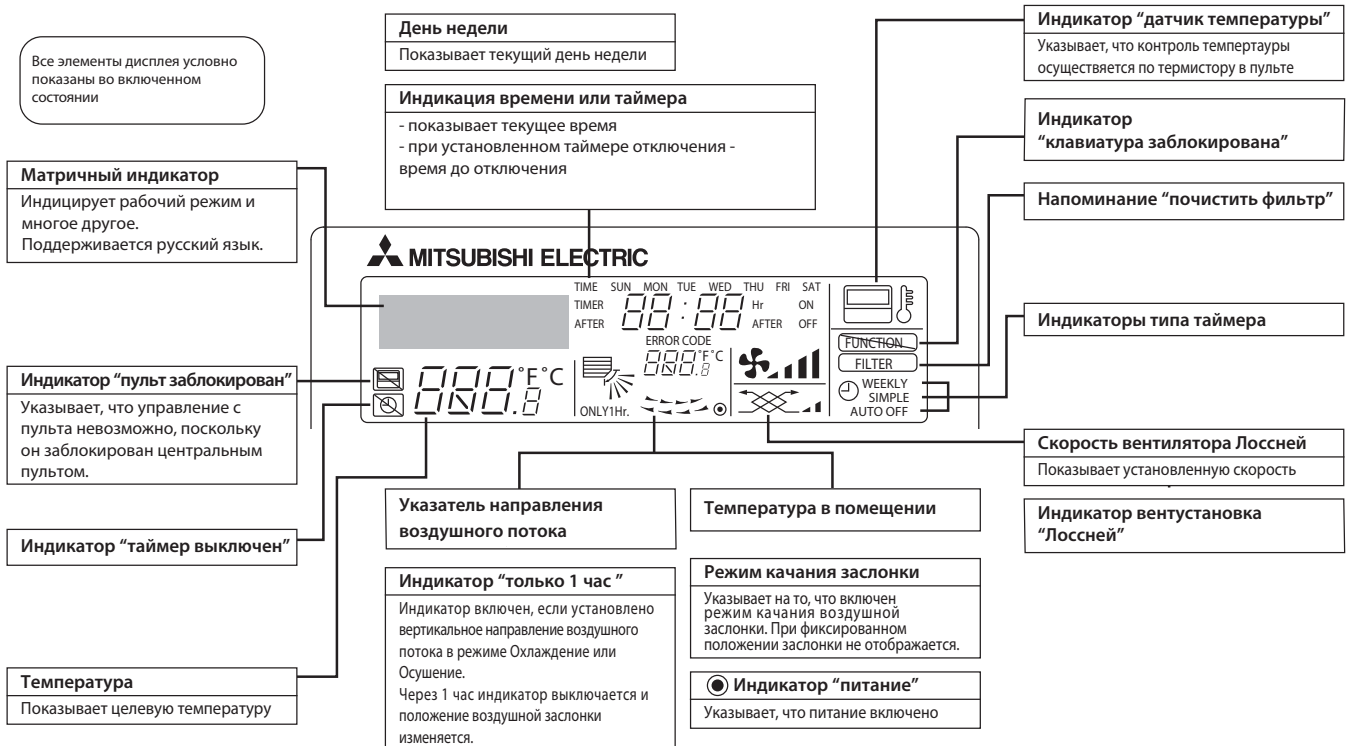 Все элементы дисплея условно
показаны во включенном
состоянии
День недели
Показывает текущий день недели
Индикация времени или таймера
- показывает текущее время
- при установленном таймере отключения -
время до отключения
Индикатор “датчик температуры”
Указывает, что контроль темпертауры
осуществяется по термистору в пульте
Индикатор
“клавиатура заблокирована”
Напоминание “почистить фильтр”
Индикаторы типа таймера
Матричный индикатор
Индицирует рабочий режим и
многое другое.
Поддерживается русский язык.
Индикатор “пульт заблокирован”
Указывает, что управление с
пульта невозможно, поскольку
он заблокирован центральным
пультом.
Индикатор “таймер выключен”
Температура
Показывает целевую температуру
MITSUBISHI ELECTRIC
TIME SUN MON TUE WED THU FRI SAT
TIMER 88:88 Hr ON
AFTER AFTER OFF
ERROR CODE
888.8 °F°C
888.8 °F°C
ONLY1Hr.
FUNCTION
FILTER
WEEKLY
SIMPLE
AUTO OFF
Указатель направления
воздушного потока
Температура в помещении
Скорость вентилятора Лоссней
Показывает установленную скорость
Индикатор вентустановка
“Лоссней”
Индикатор “только 1 час ”
Индикатор включен, если установлено
вертикальное направление воздушного
потока в режиме Охлаждение или
Осушение.
Через 1 час индикатор выключается и
положение воздушной заслонки
изменяется.
Режим качания заслонки
Указывает на то, что включен
режим качания воздушной
заслонки. При фиксированном
положении заслонки не отображается.
Индикатор “питание”
Указывает, что питание включено